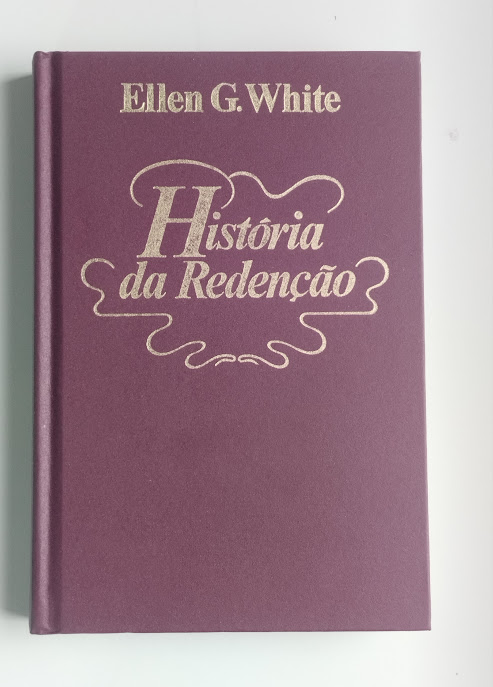 Ellen G. White
História
da Redenção